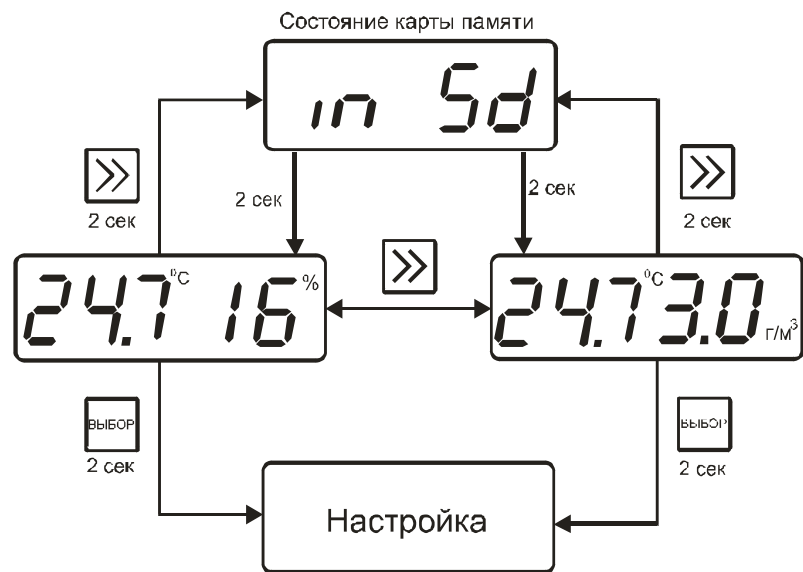 Состояние карты памяти
in Sd
>>
2 сек
2 сек
2 сек
>>
2 сек
>>
24.7 °C 16 %
24.7 °C 3.0 г/м³
ВЫБОР
2 сек
ВЫБОР
2 сек
Настройка